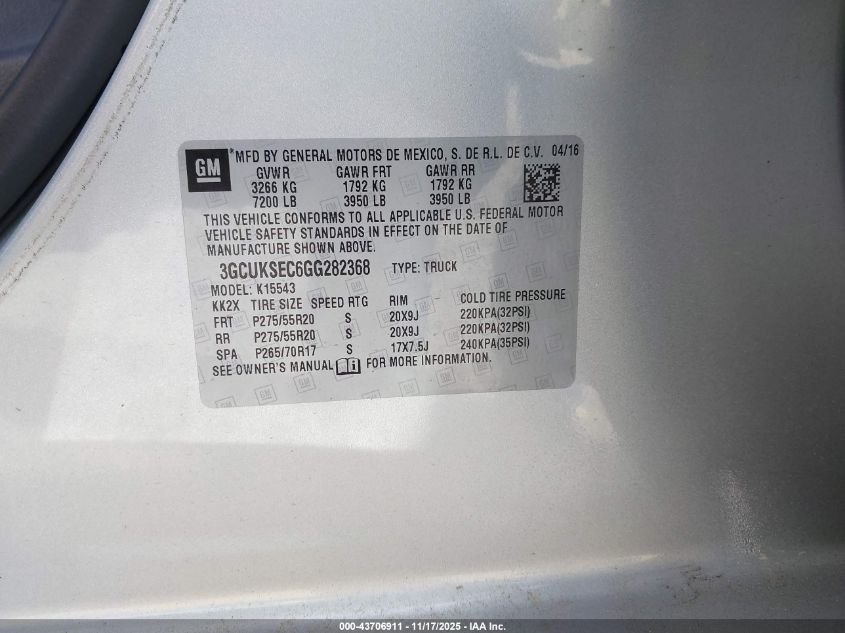 GM
*MFD BY GENERAL MOTORS DE MEXICO, S. DE R.L. DE C.V. 04/16
GVWR GAWR FRT GAWR RR
3266 KG 1792 KG 1792 KG
7200 LB 3950 LB 3950 LB
THIS VEHICLE CONFORMS TO ALL APPLICABLE U.S. FEDERAL MOTOR
VEHICLE SAFETY STANDARDS IN EFFECT ON THE DATE OF
MANUFACTURE SHOWN ABOVE.
3GCUKSEC6GG282368 TYPE: TRUCK
MODEL: K15543
KK2X TIRE SIZE SPEED RTG RIM COLD TIRE PRESSURE
FRT P275/55R20 S 20X9J 220KPA(32PSI)
RR P275/55R20 S 20X9J 220KPA(32PSI)
SPA P265/70R17 S 17X7.5J 240KPA(35PSI)
SEE OWNER'S MANUAL FOR MORE INFORMATION.
000-43706911 - 11/17/2025 - IAA Inc.